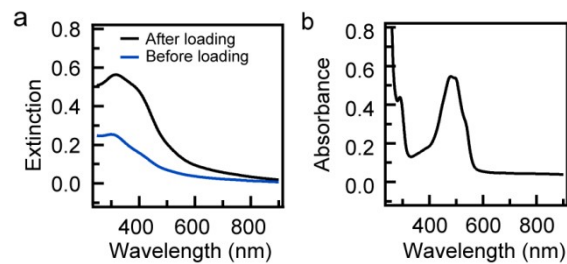 a
After loading
Before loading
Extinction
0.8
0.6
0.4
0.2
0.0
400 600 800
Wavelength (nm)
b
Absorbance
0.8
0.6
0.4
0.2
0.0
400 600 800
Wavelength (nm)